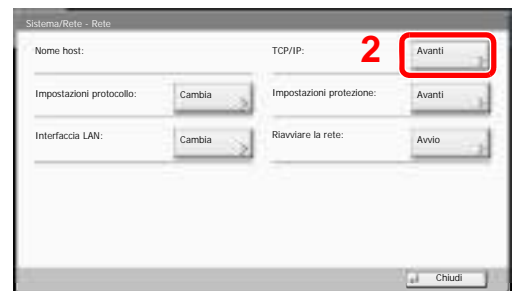 Sistema/Rete - Rete
Nome host:
TCP/IP:
2
Avanti
Impostazioni protocollo:
Cambia
Impostazioni protezione:
Avanti
Interfaccia LAN:
Cambia
Riavviare la rete:
Avvio
Chiudi